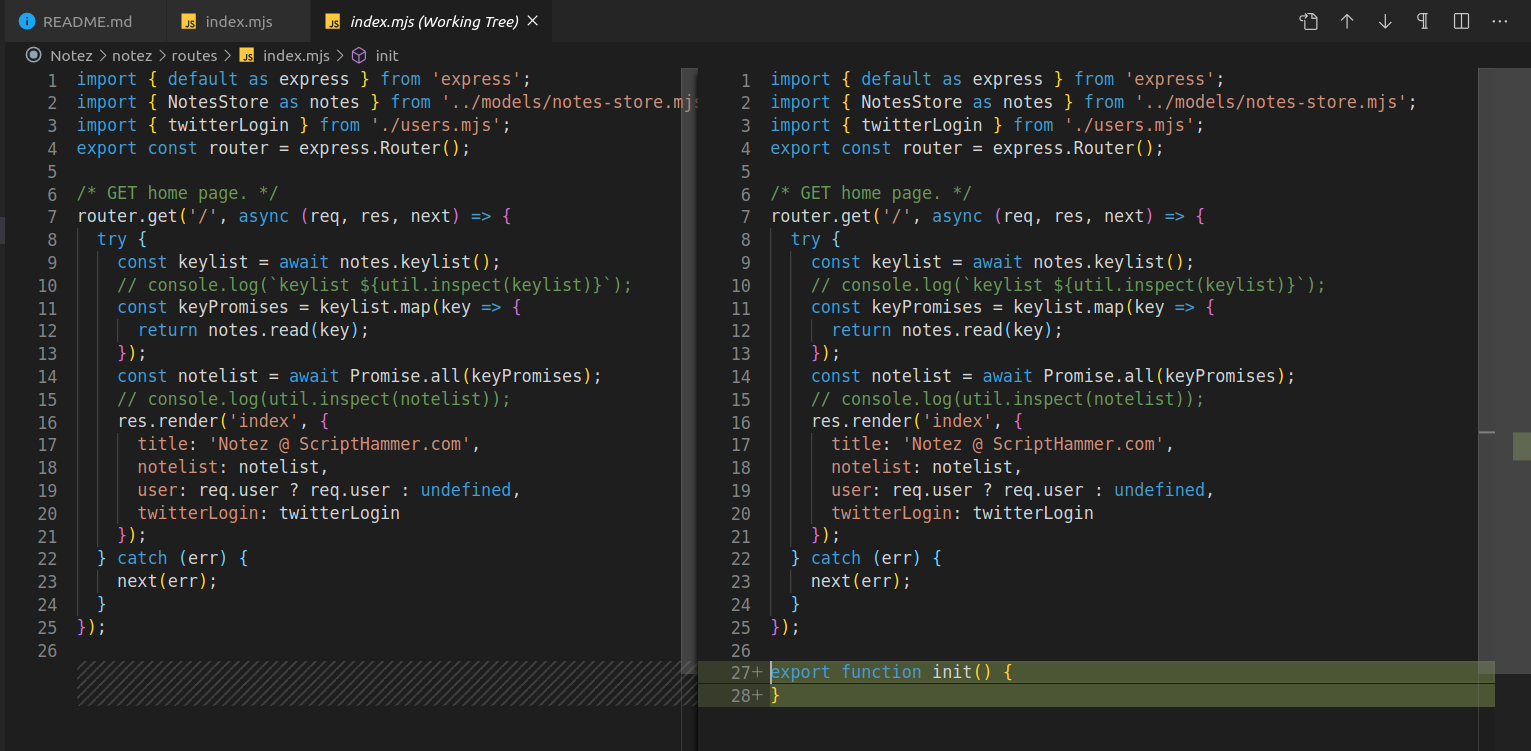 README.md index.mjs index.mjs (Working Tree)
Notez > notez > routes > index.mjs > init
1 import { default as express } from 'express';
2 import { NotesStore as notes } from '../models/notes-store.mjs
3 import { twitterLogin } from './users.mjs';
4 export const router = express.Router();
5
6 /* GET home page. */
7 router.get('/', async (req, res, next) => {
8 try {
9 const keylist = await notes.keylist();
10 // console.log(`keylist ${util.inspect(keylist)}`);
11 const keyPromises = keylist.map(key => {
12 return notes.read(key);
13 });
14 const notelist = await Promise.all(keyPromises);
15 // console.log(util.inspect(notelist));
16 res.render('index', {
17 title: 'Notez @ ScriptHammer.com',
18 notelist: notelist,
19 user: req.user ? req.user : undefined,
20 twitterLogin: twitterLogin
21 });
22 } catch (err) {
23 next(err);
24 }
25 });
26
1 import { default as express } from 'express';
2 import { NotesStore as notes } from '../models/notes-store.mjs';
3 import { twitterLogin } from './users.mjs';
4 export const router = express.Router();
5
6 /* GET home page. */
7 router.get('/', async (req, res, next) => {
8 try {
9 const keylist = await notes.keylist();
10 // console.log(`keylist ${util.inspect(keylist)}`);
11 const keyPromises = keylist.map(key => {
12 return notes.read(key);
13 });
14 const notelist = await Promise.all(keyPromises);
15 // console.log(util.inspect(notelist));
16 res.render('index', {
17 title: 'Notez @ ScriptHammer.com',
18 notelist: notelist,
19 user: req.user ? req.user : undefined,
20 twitterLogin: twitterLogin
21 });
22 } catch (err) {
23 next(err);
24 }
25 });
26
27+ export function init() {
28+ }